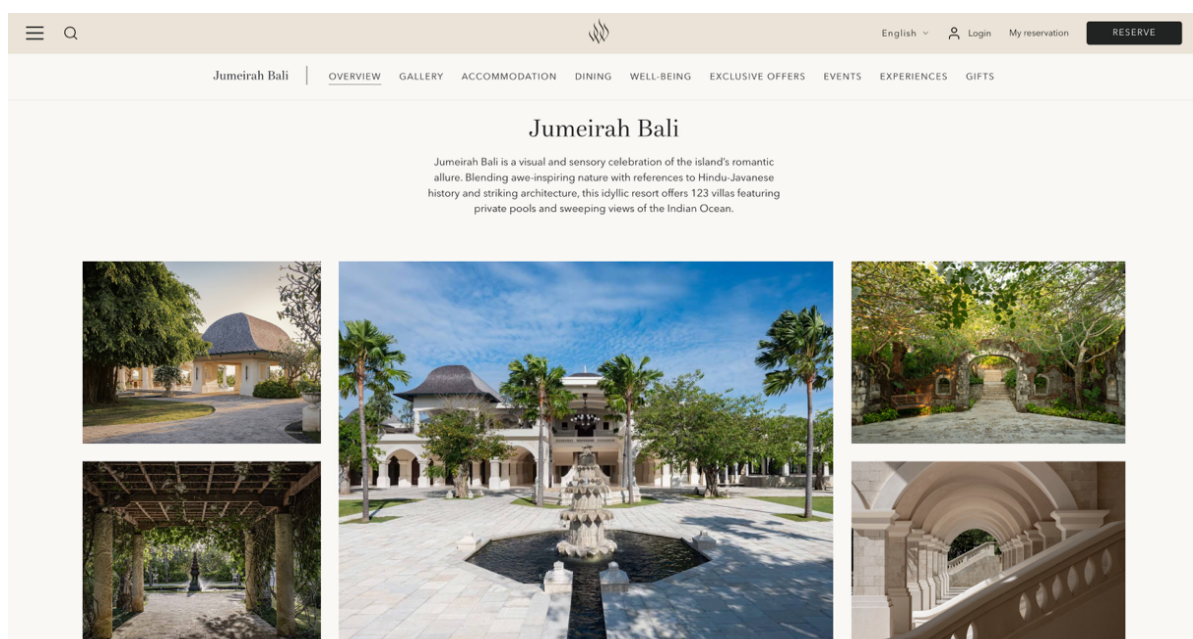 English
Login
My reservation
RESERVE
Jumeirah Bali
OVERVIEW
GALLERY
ACCOMMODATION
DINING
WELL-BEING
EXCLUSIVE OFFERS
EVENTS
EXPERIENCES
GIFTS
Jumeirah Bali
Jumeirah Bali is a visual and sensory celebration of the island's romantic
allure. Blending awe-inspiring nature with references to Hindu-Javanese
history and striking architecture, this idyllic resort offers 123 villas featuring
private pools and sweeping views of the Indian Ocean.